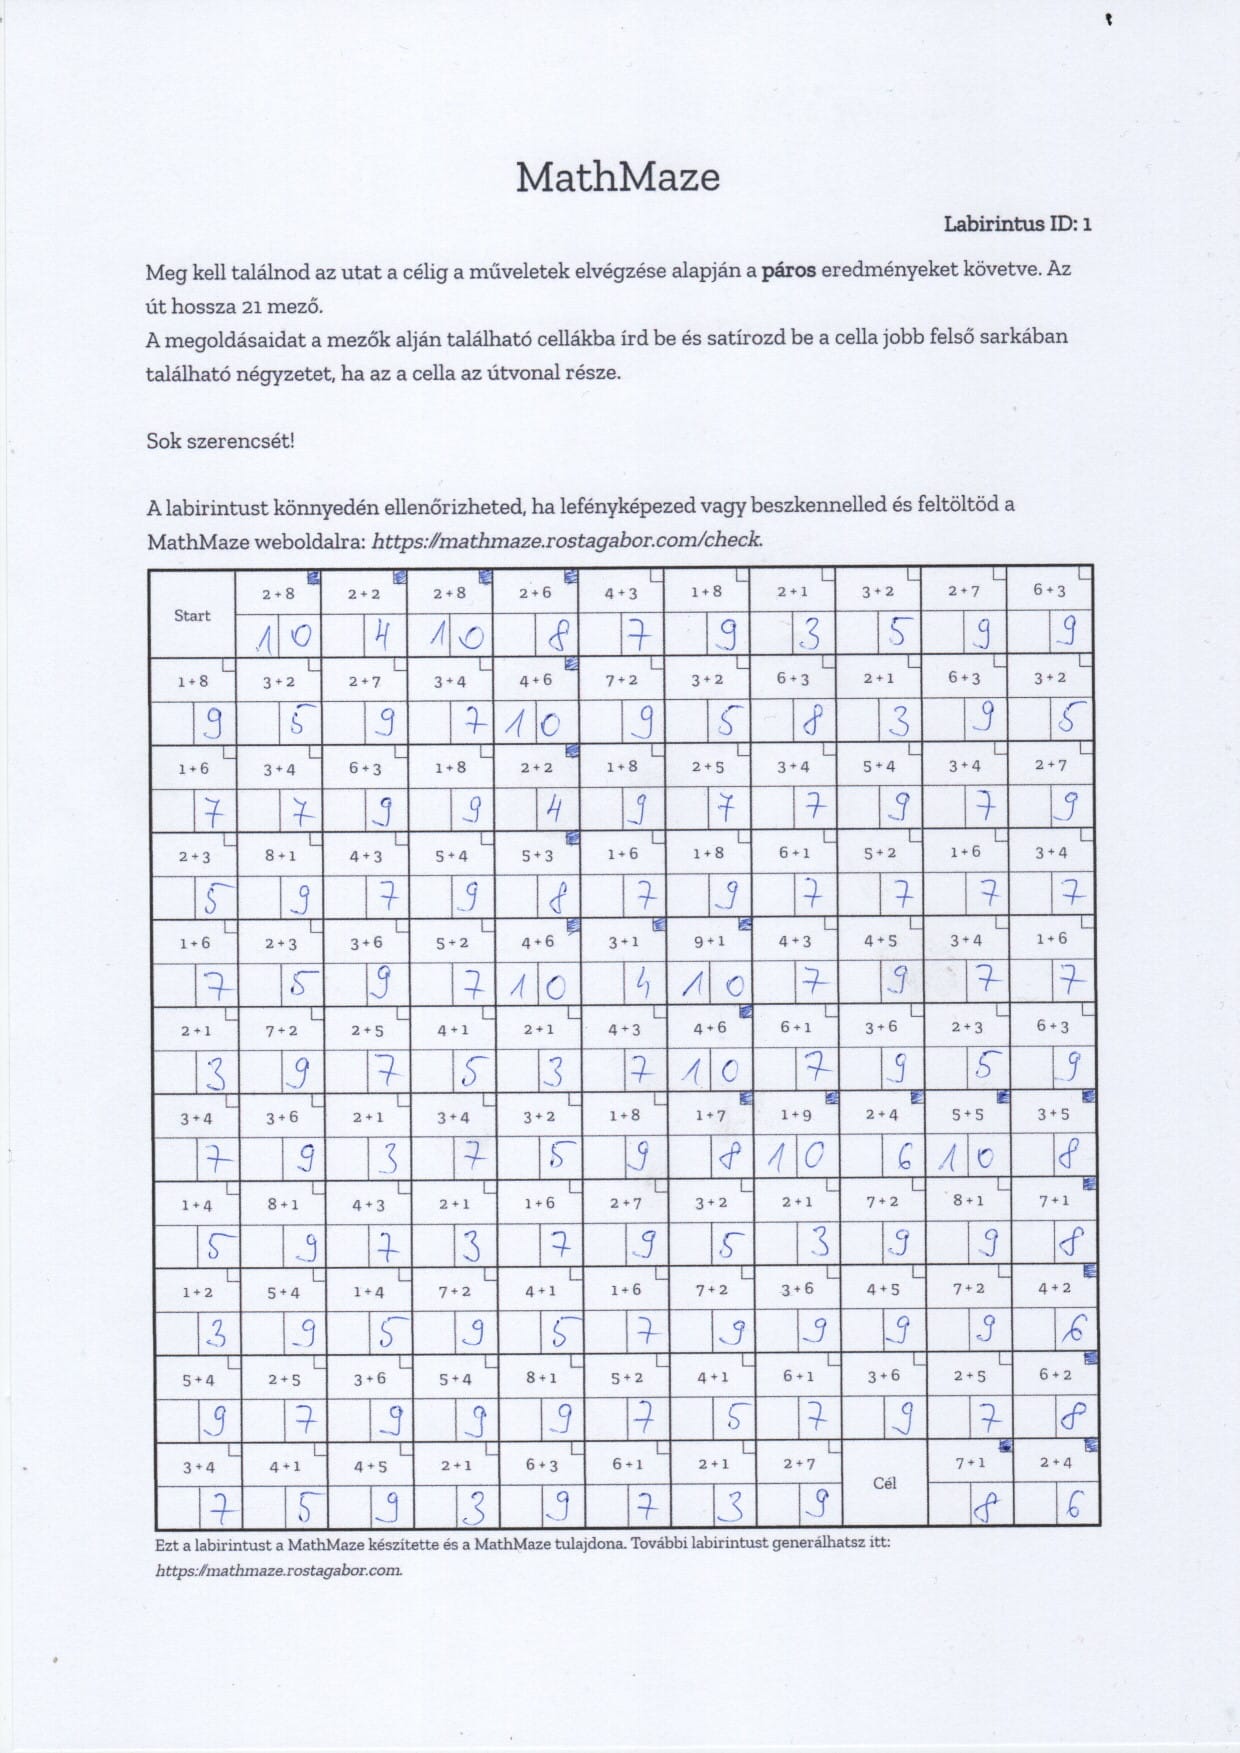 MathMaze
Labirintus ID: 1
Meg kell találnod az utat a célig a műveletek elvégzése alapján a páros eredményeket követve. Az
út hossza 21 mező.
A megoldásaidat a mezők alján található cellákba írd be és satírozd be a cella jobb felső sarkában
található négyzetet, ha az a cella az útvonal része.
Sok szerencsét!
A labirintust könnyedén ellenőrizheted, ha lefényképezed vagy beszkennelled és feltöltöd a
MathMaze weboldalra: https://mathmaze.rostagabor.com/check.
Start 2+8 2+2 2+8 2+6 4+3 1+8 2+1 3+2 2+7 6+3
10 4 10 8 7 9 3 5 9 9
1+8 3+2 2+7 3+4 4+6 7+2 3+2 6+3 2+1 6+3 3+2
9 5 9 7 10 9 5 8 3 9 5
1+6 3+4 6+3 1+8 2+2 1+8 2+5 3+4 5+4 3+4 2+7
7 7 9 9 4 9 7 7 9 7 9
2+3 8+1 4+3 5+4 5+3 1+6 1+8 6+1 5+2 1+6 3+4
5 9 7 9 8 7 9 7 7 7 7
1+6 2+3 3+6 5+2 4+6 3+1 9+1 4+3 4+5 3+4 1+6
7 5 9 7 10 4 10 7 9 7 7
2+1 7+2 2+5 4+1 2+1 4+3 4+6 6+1 3+6 2+3 6+3
3 9 7 5 3 7 10 7 9 5 9
3+4 3+6 2+1 3+4 3+2 1+8 1+7 1+9 2+4 5+5 3+5
7 9 3 7 5 9 8 10 6 10 8
1+4 8+1 4+3 2+1 1+6 2+7 3+2 2+1 7+2 8+1 7+1
5 9 7 3 7 9 5 3 9 9 8
1+2 5+4 1+4 7+2 4+1 1+6 7+2 3+6 4+5 7+2 4+2
3 9 5 9 5 7 9 9 9 9 6
5+4 2+5 3+6 5+4 8+1 5+2 4+1 6+1 3+6 2+5 6+2
9 7 9 9 9 7 5 7 9 7 8
3+4 4+1 4+5 2+1 6+3 6+1 2+1 2+7 Cél 7+1 2+4
7 5 9 3 9 7 3 9 8 6
Ezt a labirintust a MathMaze készítette és a MathMaze tulajdona. További labirintust generálhatsz itt:
https://mathmaze.rostagabor.com.